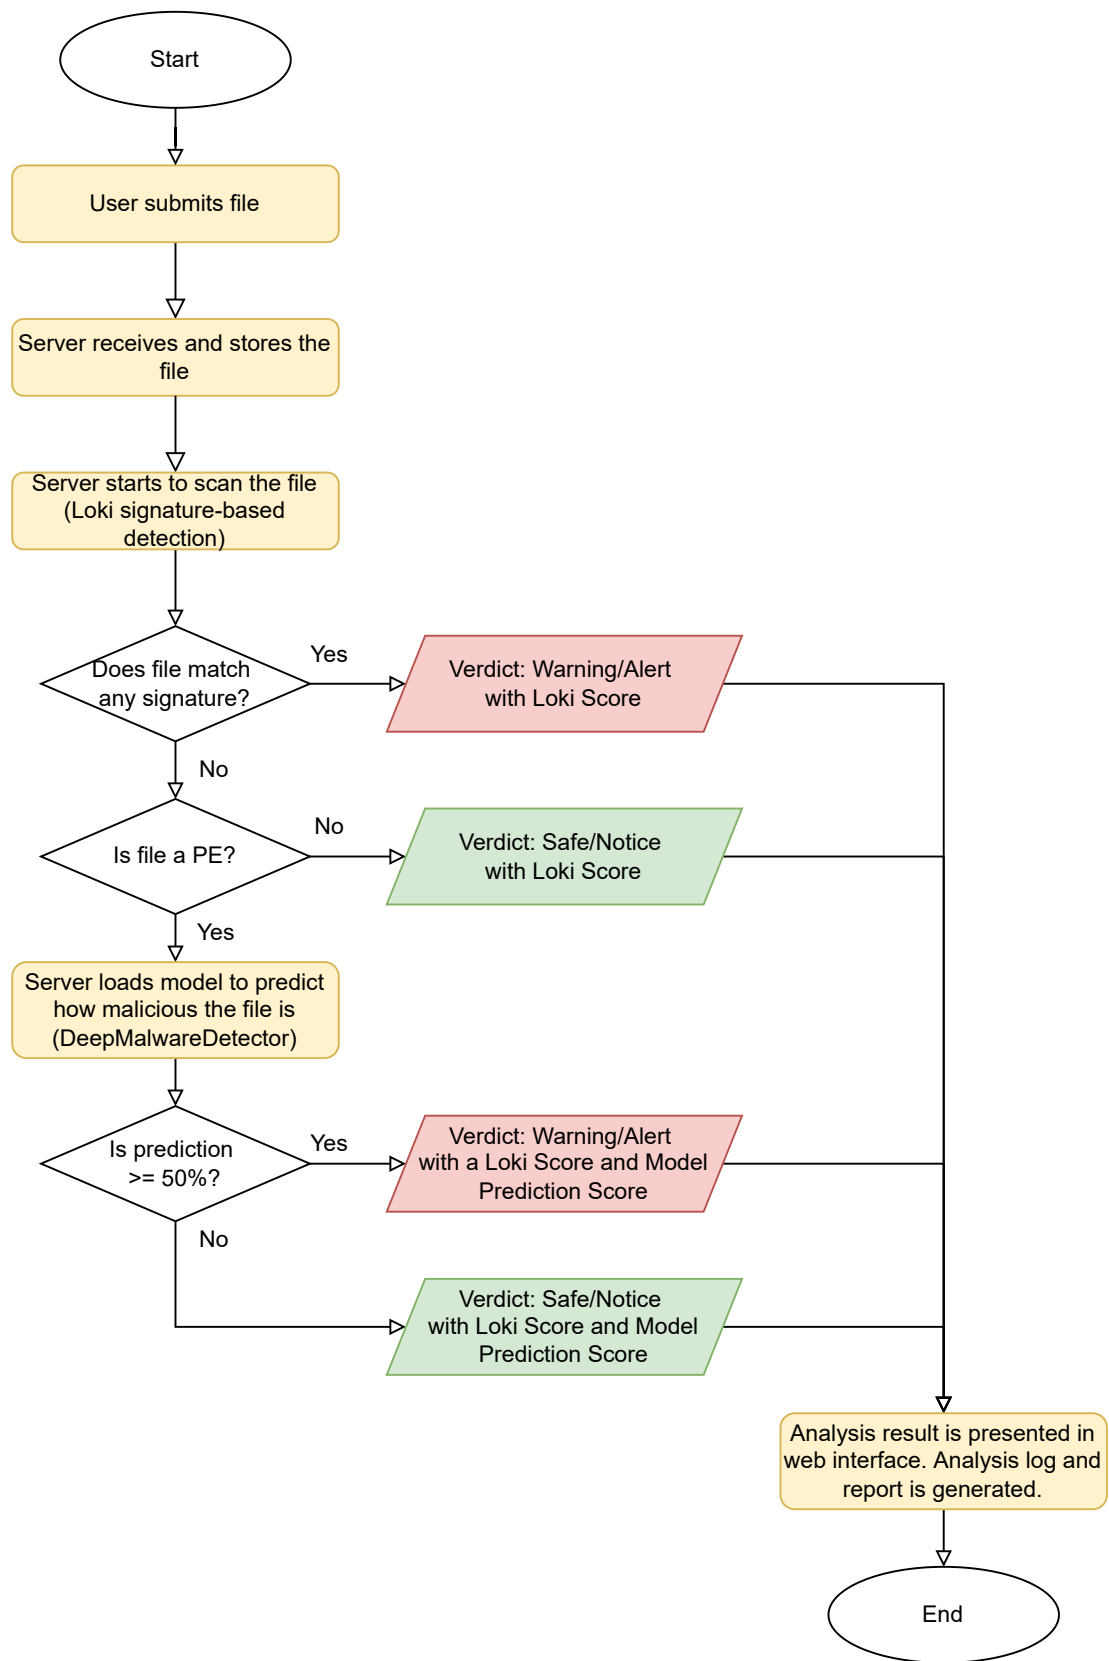 Start
User submits file
Server receives and stores the
file
Server starts to scan the file
(Loki signature-based
detection)
Does file match
any signature?
Yes
Verdict: Warning/Alert
with Loki Score
No
Is file a PE?
No
Verdict: Safe/Notice
with Loki Score
Yes
Server loads model to predict
how malicious the file is
(DeepMalwareDetector)
Is prediction
>= 50%?
Yes
Verdict: Warning/Alert
with a Loki Score and Model
Prediction Score
No
Verdict: Safe/Notice
with Loki Score and Model
Prediction Score
Analysis result is presented in
web interface. Analysis log and
report is generated.
End